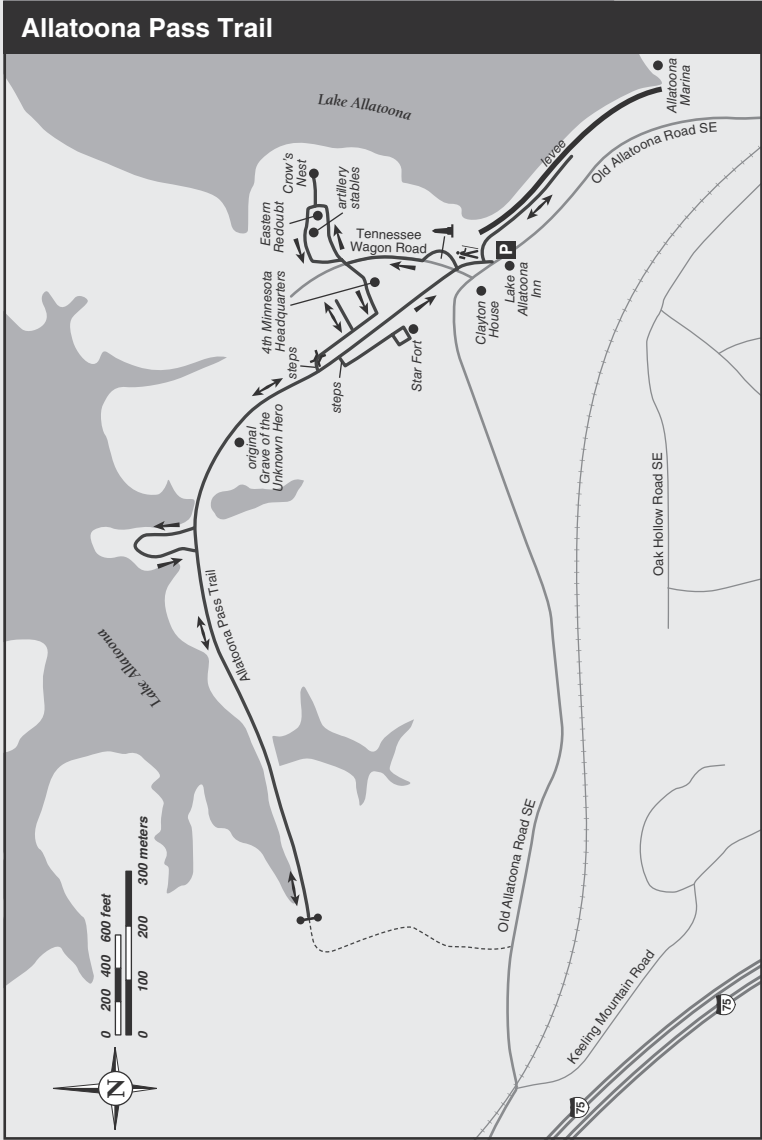 Allatoona Pass Trail
Lake Allatoona
Allatoona
Marina
levee
Old Allatoona Road SE
Crow's
Nest
artillery
stables
Eastern
Redoubt
Tennessee
Wagon Road
P
Lake
Allatoona
Inn
Clayton
House
4th Minnesota
Headquarters
steps
steps
Star Fort
original
Grave of the
Unknown Hero
Oak Hollow Road SE
Allatoona Pass Trail
Lake Allatoona
Old Allatoona Road SE
Keeling Mountain Road
75
75
0 200 400 600 feet
0 100 200 300 meters
N